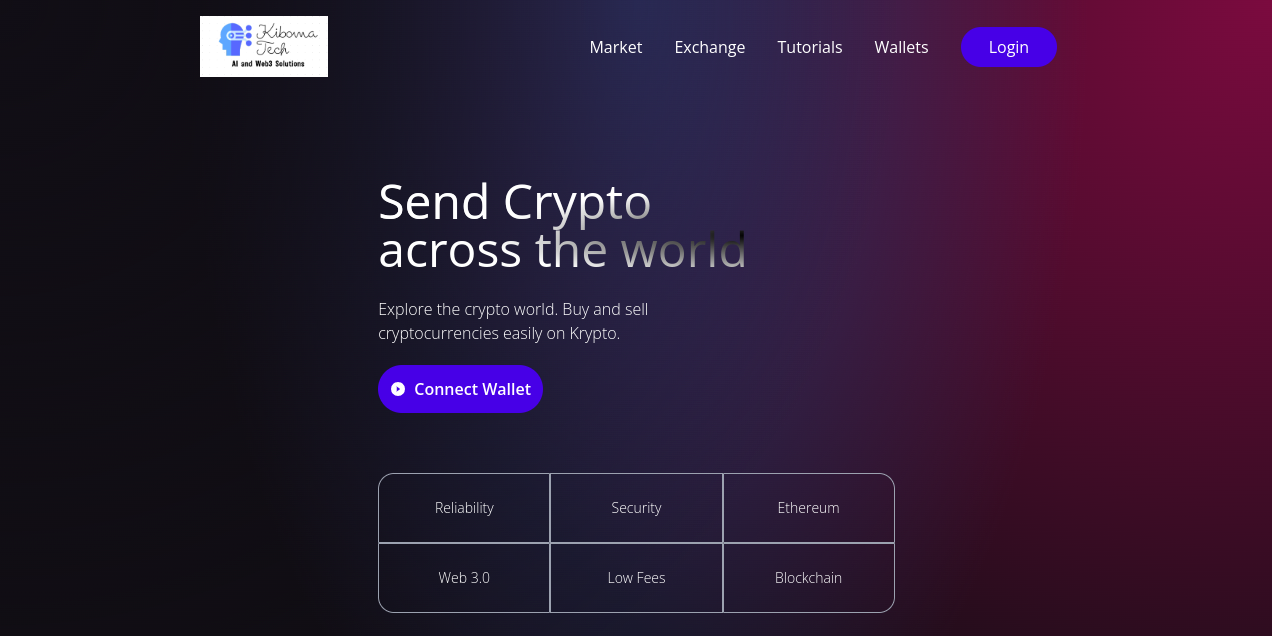 Kiboma
Tech
AI and Web3 Solutions
Market
Exchange
Tutorials
Wallets
Login
Send Crypto
across the world
Explore the crypto world. Buy and sell
cryptocurrencies easily on Krypto.
Connect Wallet
Reliability
Security
Ethereum
Web 3.0
Low Fees
Blockchain